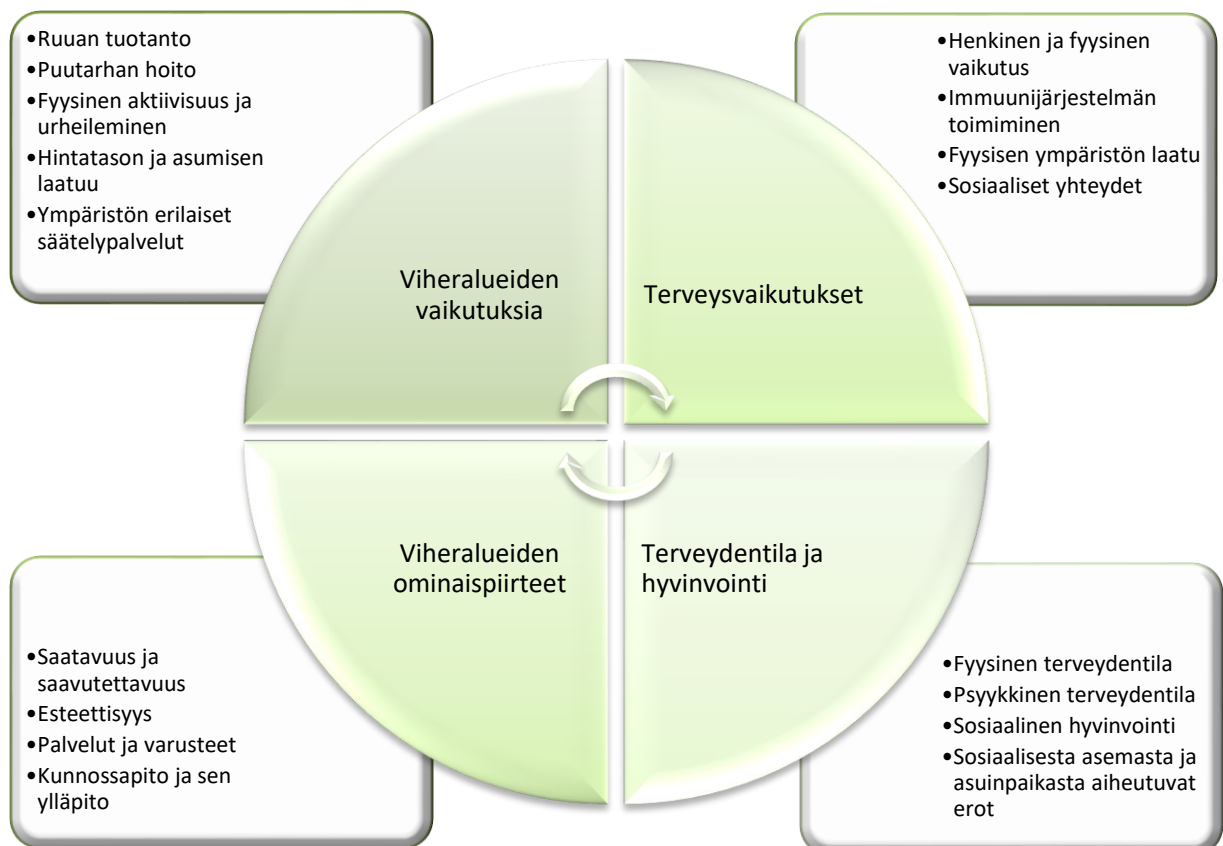 •Ruuan tuotanto
•Puutarhan hoito
•Fyysinen aktiivisuus ja
urheileminen
•Hintatason ja asumisen
laatuu
•Ympäristön erilaiset
säätelypalvelut
•Henkinen ja fyysinen
vaikutus
•Immuunijärjestelmän
toimiminen
•Fyysisen ympäristön laatu
•Sosiaaliset yhteydet
Viheralueiden
vaikutuksia
Terveysvaikutukset
Viheralueiden
ominaispiirteet
Terveydentila ja
hyvinvointi
•Saatavuus ja
saavutettavuus
•Esteettisyys
•Palvelut ja varusteet
•Kunnossapito ja sen
ylläpito
•Fyysinen terveydentila
•Psyykkinen terveydentila
•Sosiaalinen hyvinvointi
•Sosiaalisesta asemasta ja
asuinpaikasta aiheutuvat
erot